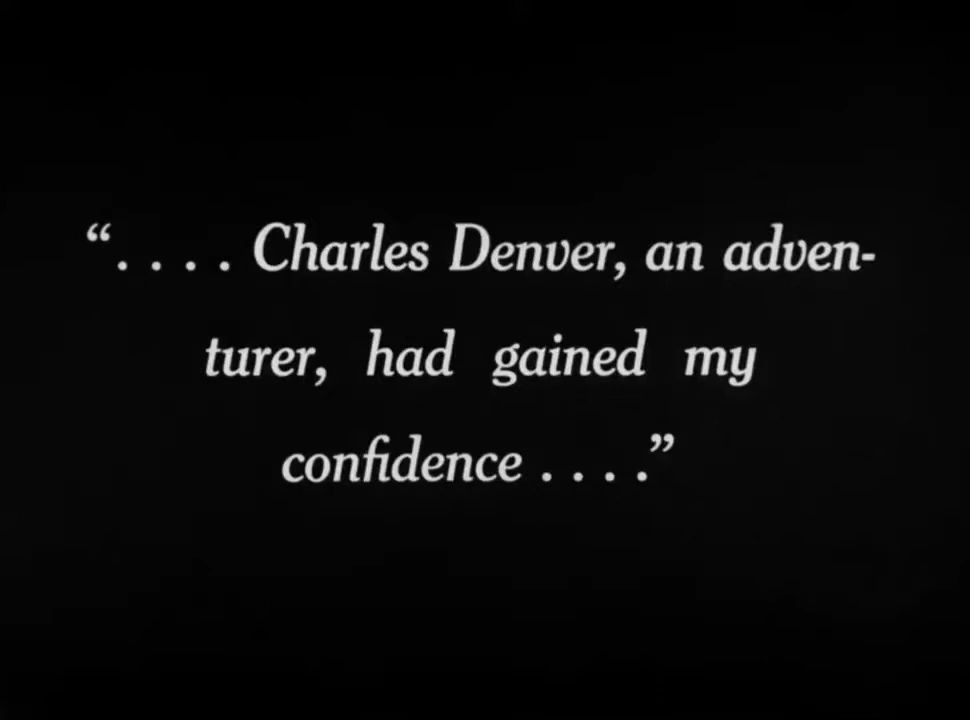 “. . . . Charles Denver, an adven-
turer, had gained my
confidence . . . .”